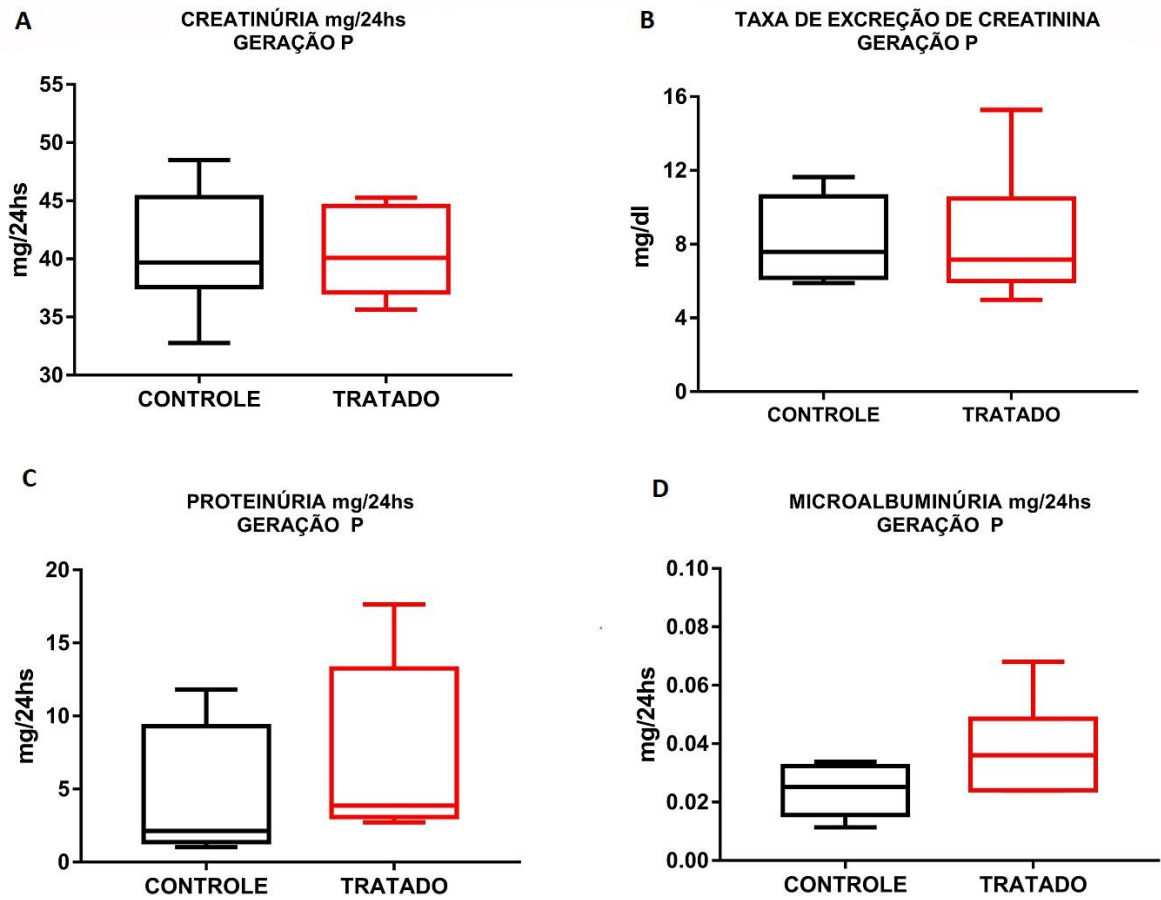 A
CREATINÚRIA mg/24hs
GERAÇÃO P
55
50
45
40
35
30
mg/24hs
CONTROLE
TRATADO
B
TAXA DE EXCREÇÃO DE CREATININA
GERAÇÃO P
16
12
8
4
0
mg/dl
CONTROLE
TRATADO
C
PROTEINÚRIA mg/24hs
GERAÇÃO P
20
15
10
5
0
mg/24hs
CONTROLE
TRATADO
D
MICROALBUMINÚRIA mg/24hs
GERAÇÃO P
0.10
0.08
0.06
0.04
0.02
0.00
mg/24hs
CONTROLE
TRATADO